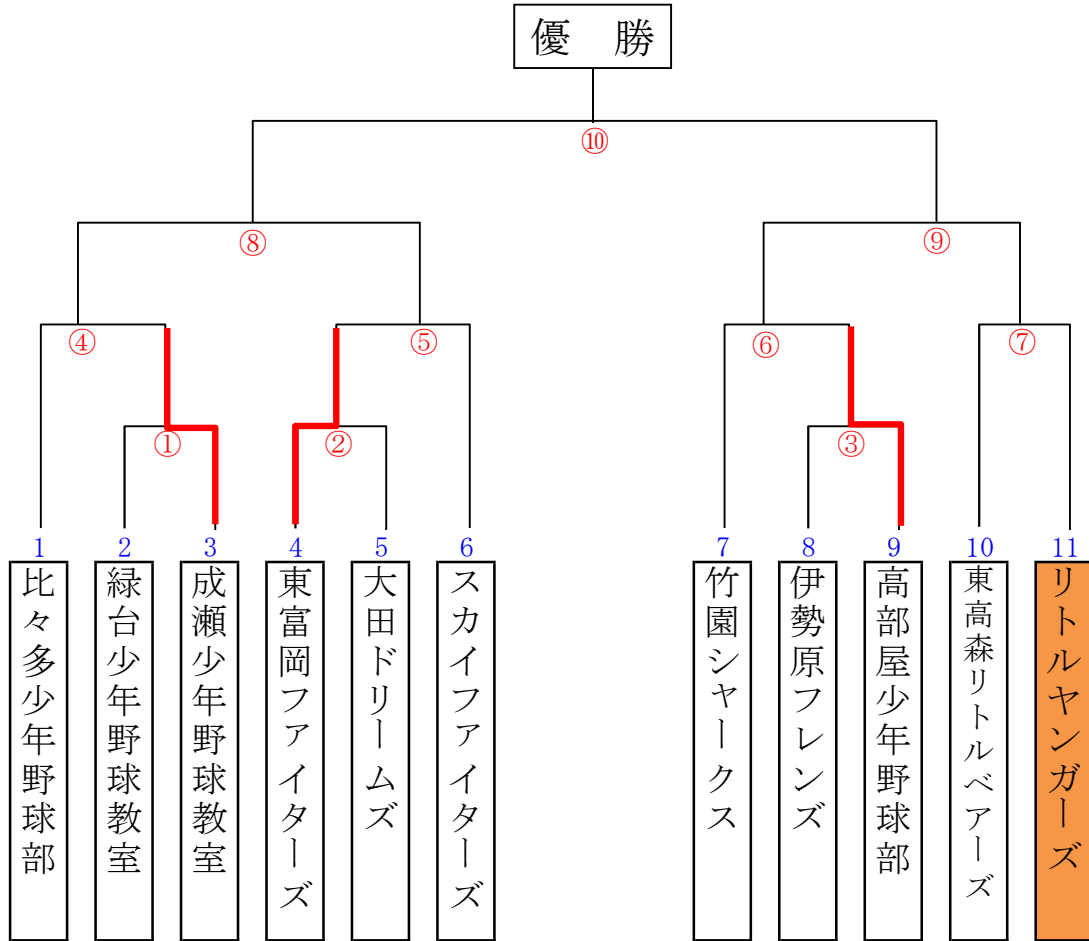 優 勝
⑩
⑧
⑨
④
⑤
⑥
⑦
①
②
③
1
2
3
4
5
6
7
8
9
10
11
比々多少年野球部
緑台少年野球教室
成瀬少年野球教室
東富岡ファイターズ
大田ドリームズ
スカイファイターズ
竹園シャークス
伊勢原フレンズ
高部屋少年野球部
東高森リトルベアーズ
リトルヤンガーズ